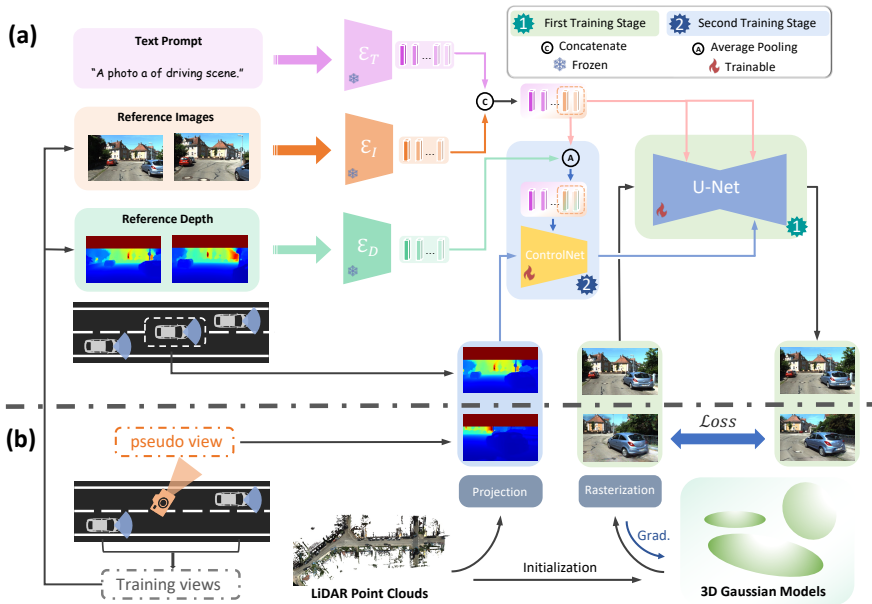 (a)
Text Prompt
“A photo a of driving scene.”
Reference Images
Reference Depth
ℰ_T
ℰ_I
ℰ_D
...
...
...
C
...
A
...
ControlNet
2
U-Net
1
1 First Training Stage
2 Second Training Stage
C Concatenate
A Average Pooling
Frozen
Trainable
(b)
pseudo view
Training views
Projection
Rasterization
ℒoss
Grad.
Initialization
LiDAR Point Clouds
3D Gaussian Models